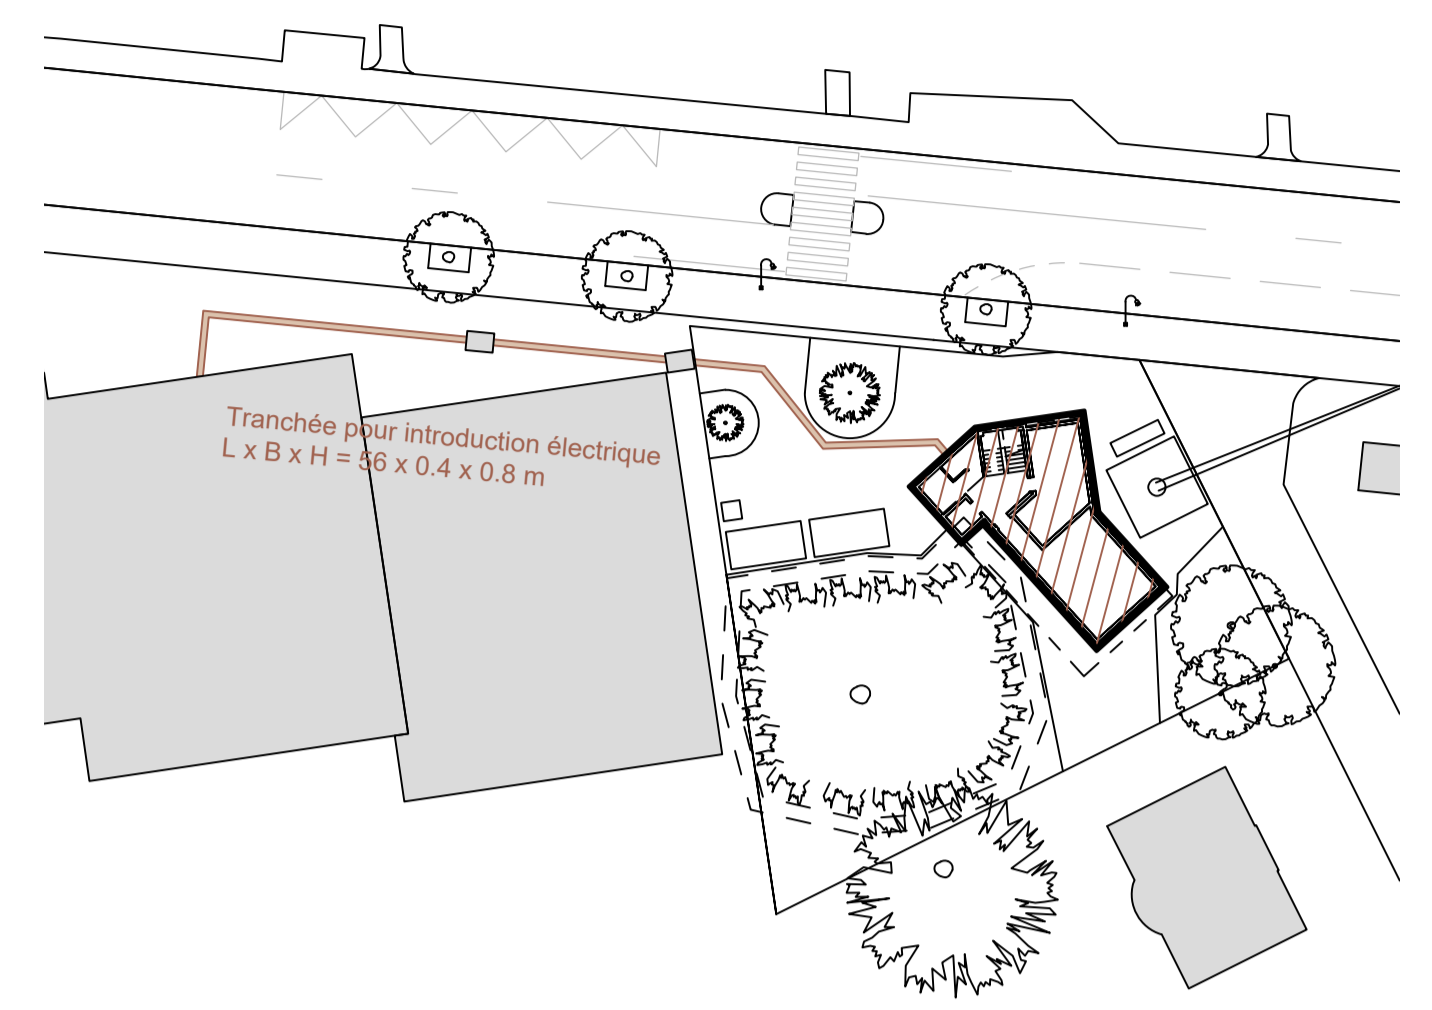 Tranchée pour introduction électrique
L x B x H = 56 x 0.4 x 0.8 m